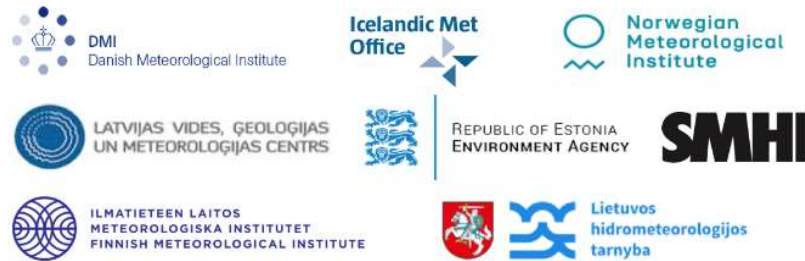 DMI
Danish Meteorological Institute
Icelandic Met
Office
Norwegian
Meteorological
Institute
LATVIJAS VIDES, ĢEOLOĢIJAS
UN METEOROLOĢIJAS CENTRS
REPUBLIC OF ESTONIA
ENVIRONMENT AGENCY
SMHI
ILMATIETEEN LAITOS
METEOROLOGISKA INSTITUTET
FINNISH METEOROLOGICAL INSTITUTE
Lietuvos
hidrometeorologijos
tarnyba